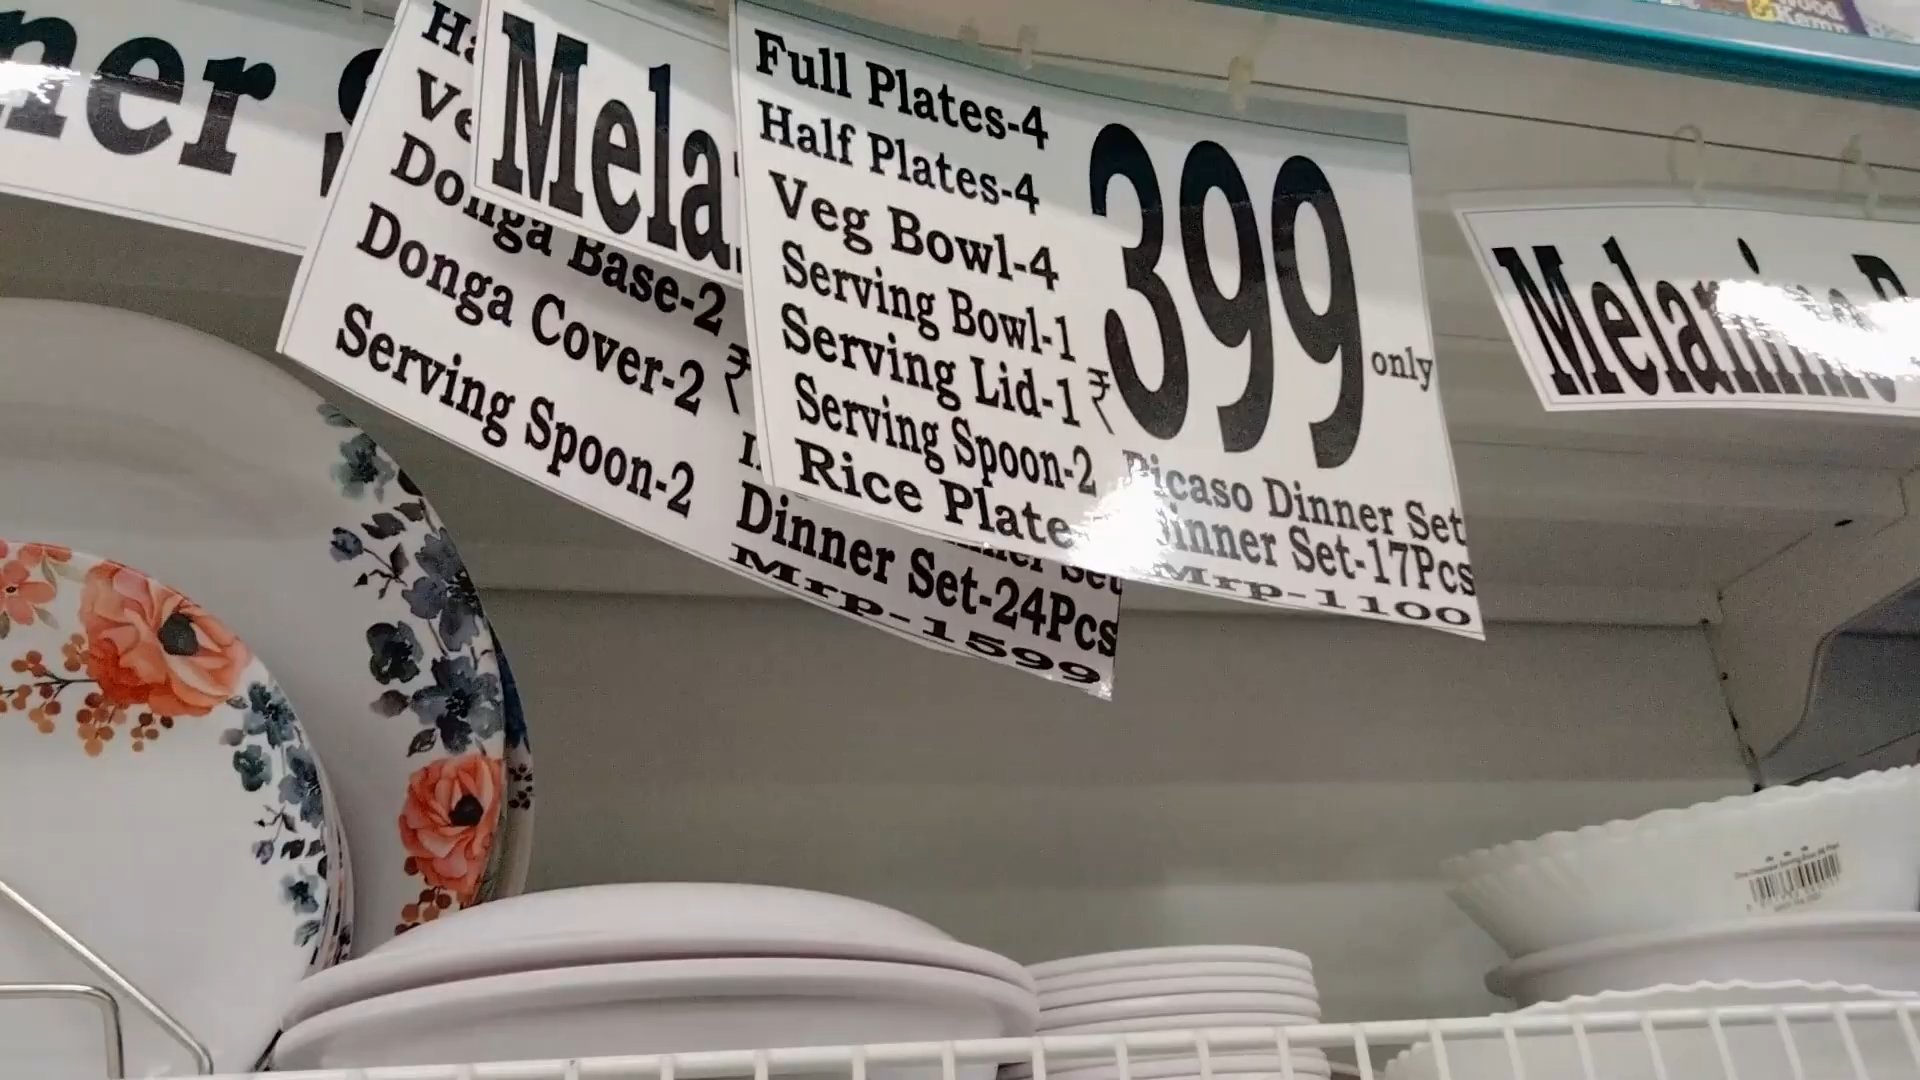 ner S
Donga Base-2
Donga Cover-2
Serving Spoon-2
₹
Dinner Set-24Pcs
Mrp-1599
Full Plates-4
Half Plates-4
Veg Bowl-4
Serving Bowl-1
Serving Lid-1
Serving Spoon-2
Rice Plate
₹399 only
Picaso Dinner Set
Dinner Set-17Pcs
Mrp-1100
Mela
Melamine